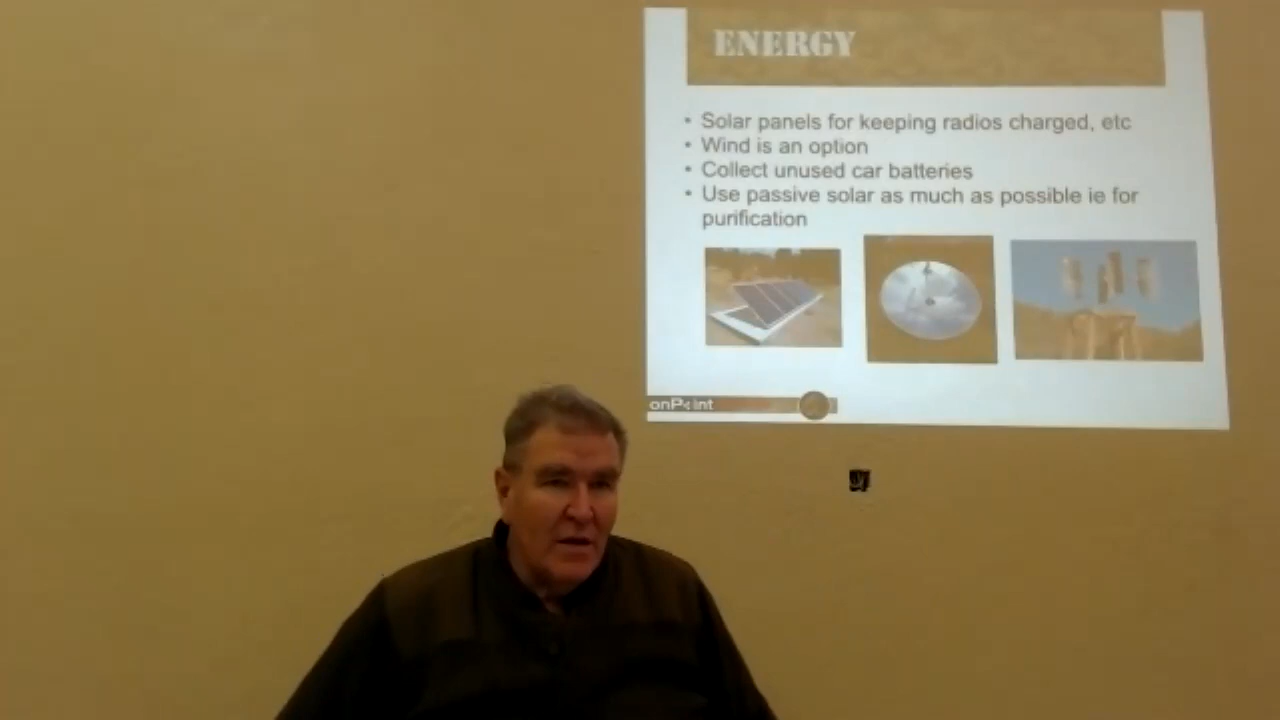 ENERGY
• Solar panels for keeping radios charged, etc
• Wind is an option
• Collect unused car batteries
• Use passive solar as much as possible ie for
purification
onPoint